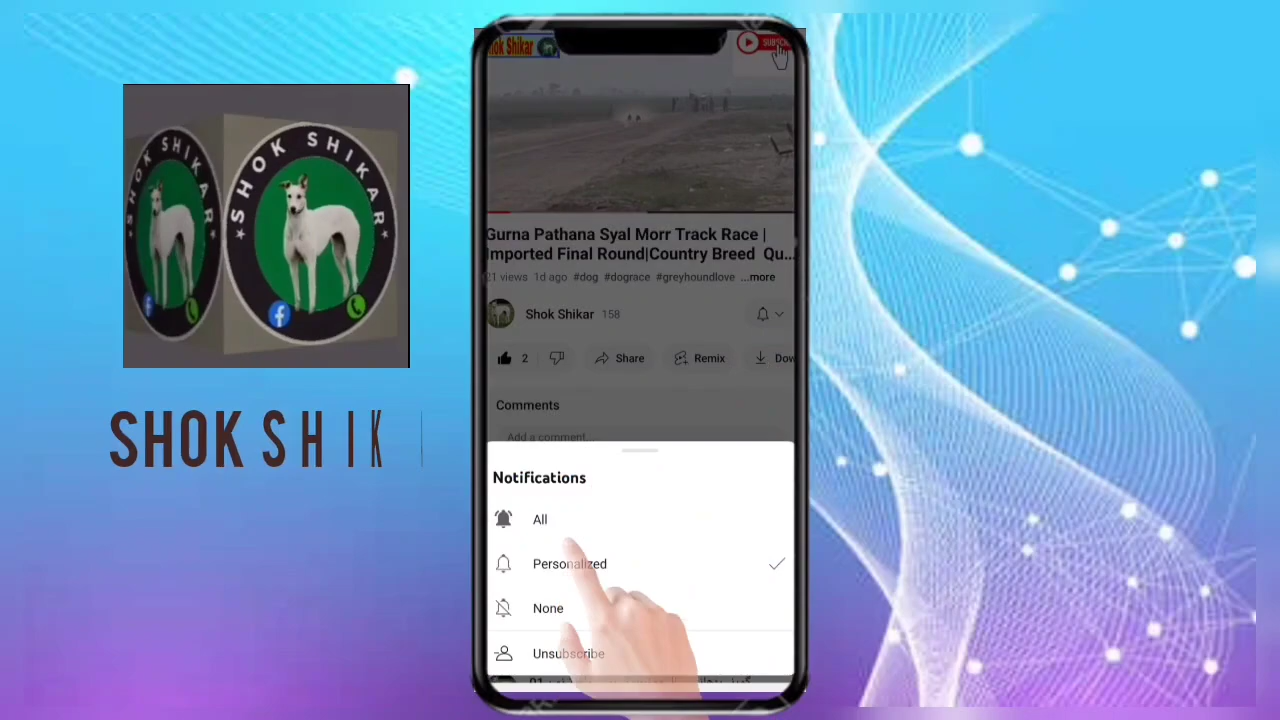 SHOK SHIKAR
SHOK SHIKAR
SHOK SHIK
Shok Shikar
Gurna Pathana Syal Morr Track Race |
Imported Final Round|Country Breed Qu...
21 views 1d ago #dog #dograce #greyhoundlove ...more
Shok Shikar 158
2 Share Remix Dow
Comments
Add a comment...
Notifications
All
Personalized
None
Unsubscribe